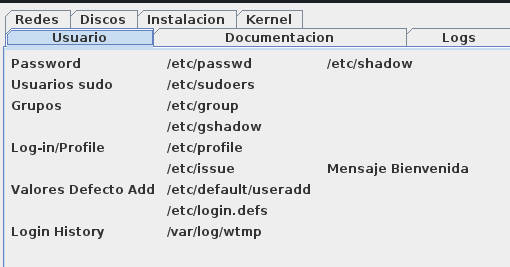 Redes Discos Instalacion Kernel
Usuario Documentacion Logs
Password /etc/passwd /etc/shadow
Usuarios sudo /etc/sudoers
Grupos /etc/group
/etc/gshadow
Log-in/Profile /etc/profile
/etc/issue Mensaje Bienvenida
Valores Defecto Add /etc/default/useradd
/etc/login.defs
Login History /var/log/wtmp